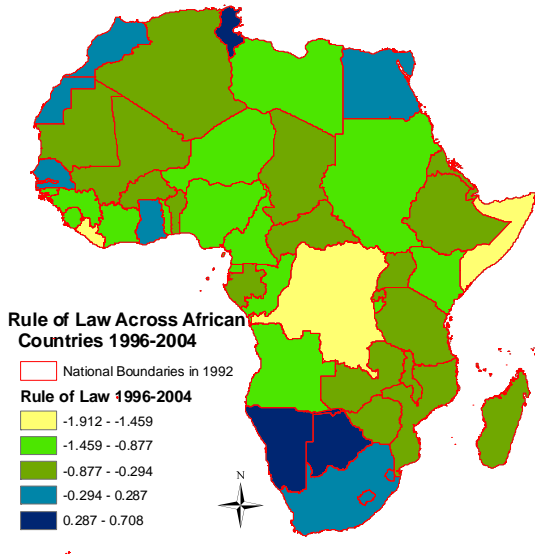 Rule of Law Across African
Countries 1996-2004
National Boundaries in 1992
Rule of Law 1996-2004
-1.912 - -1.459
-1.459 - -0.877
-0.877 - -0.294
-0.294 - 0.287
0.287 - 0.708
N